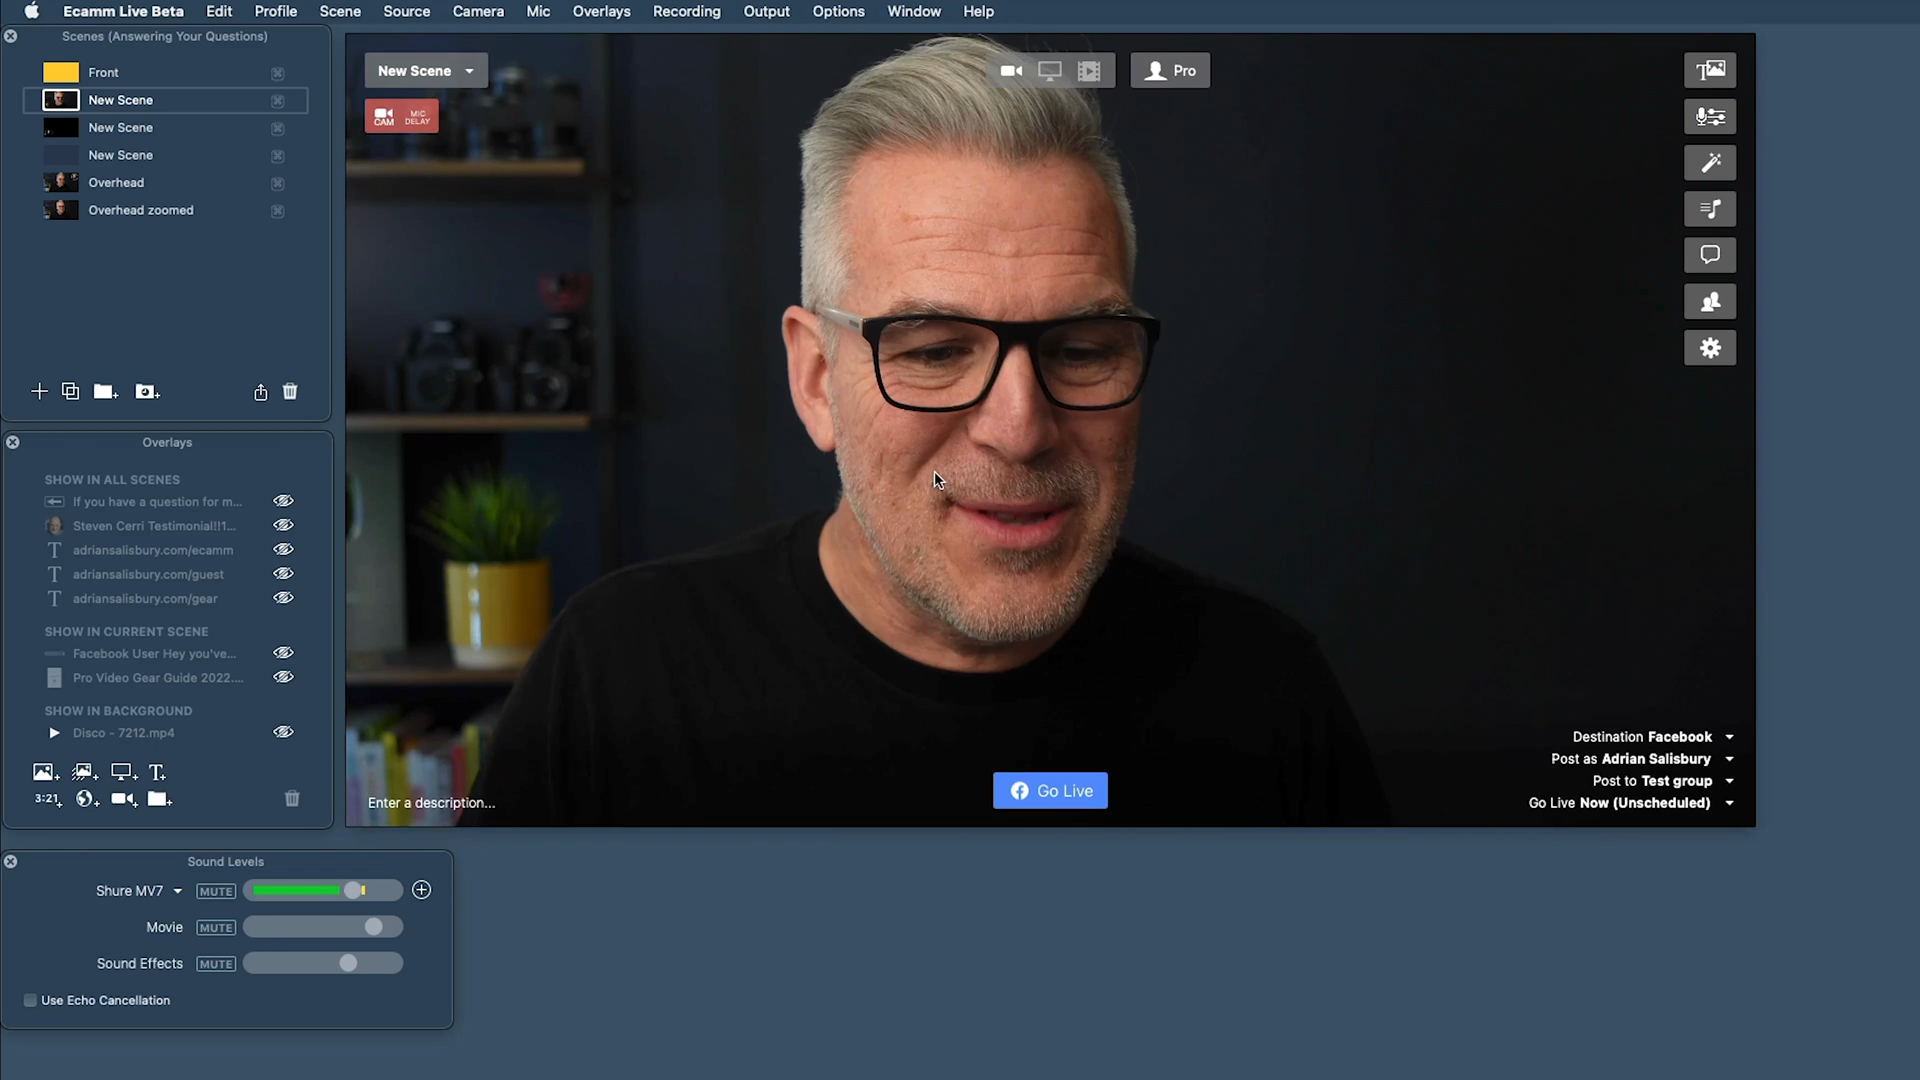 Ecamm Live Beta Edit Profile Scene Source Camera Mic Overlays Recording Output Options Window Help
Scenes (Answering Your Questions)
Front
New Scene
New Scene
New Scene
Overhead
Overhead zoomed
Overlays
SHOW IN ALL SCENES
If you have a question for m...
Steven Cerri Testimonial!!1...
adriansalisbury.com/ecamm
adriansalisbury.com/guest
adriansalisbury.com/gear
SHOW IN CURRENT SCENE
Facebook User Hey you've...
Pro Video Gear Guide 2022....
SHOW IN BACKGROUND
Disco - 7212.mp4
T+
3:21+
Sound Levels
Shure MV7 MUTE
Movie MUTE
Sound Effects MUTE
Use Echo Cancellation
New Scene
CAM MIC DELAY
Pro
Enter a description...
Go Live
Destination Facebook
Post as Adrian Salisbury
Post to Test group
Go Live Now (Unscheduled)